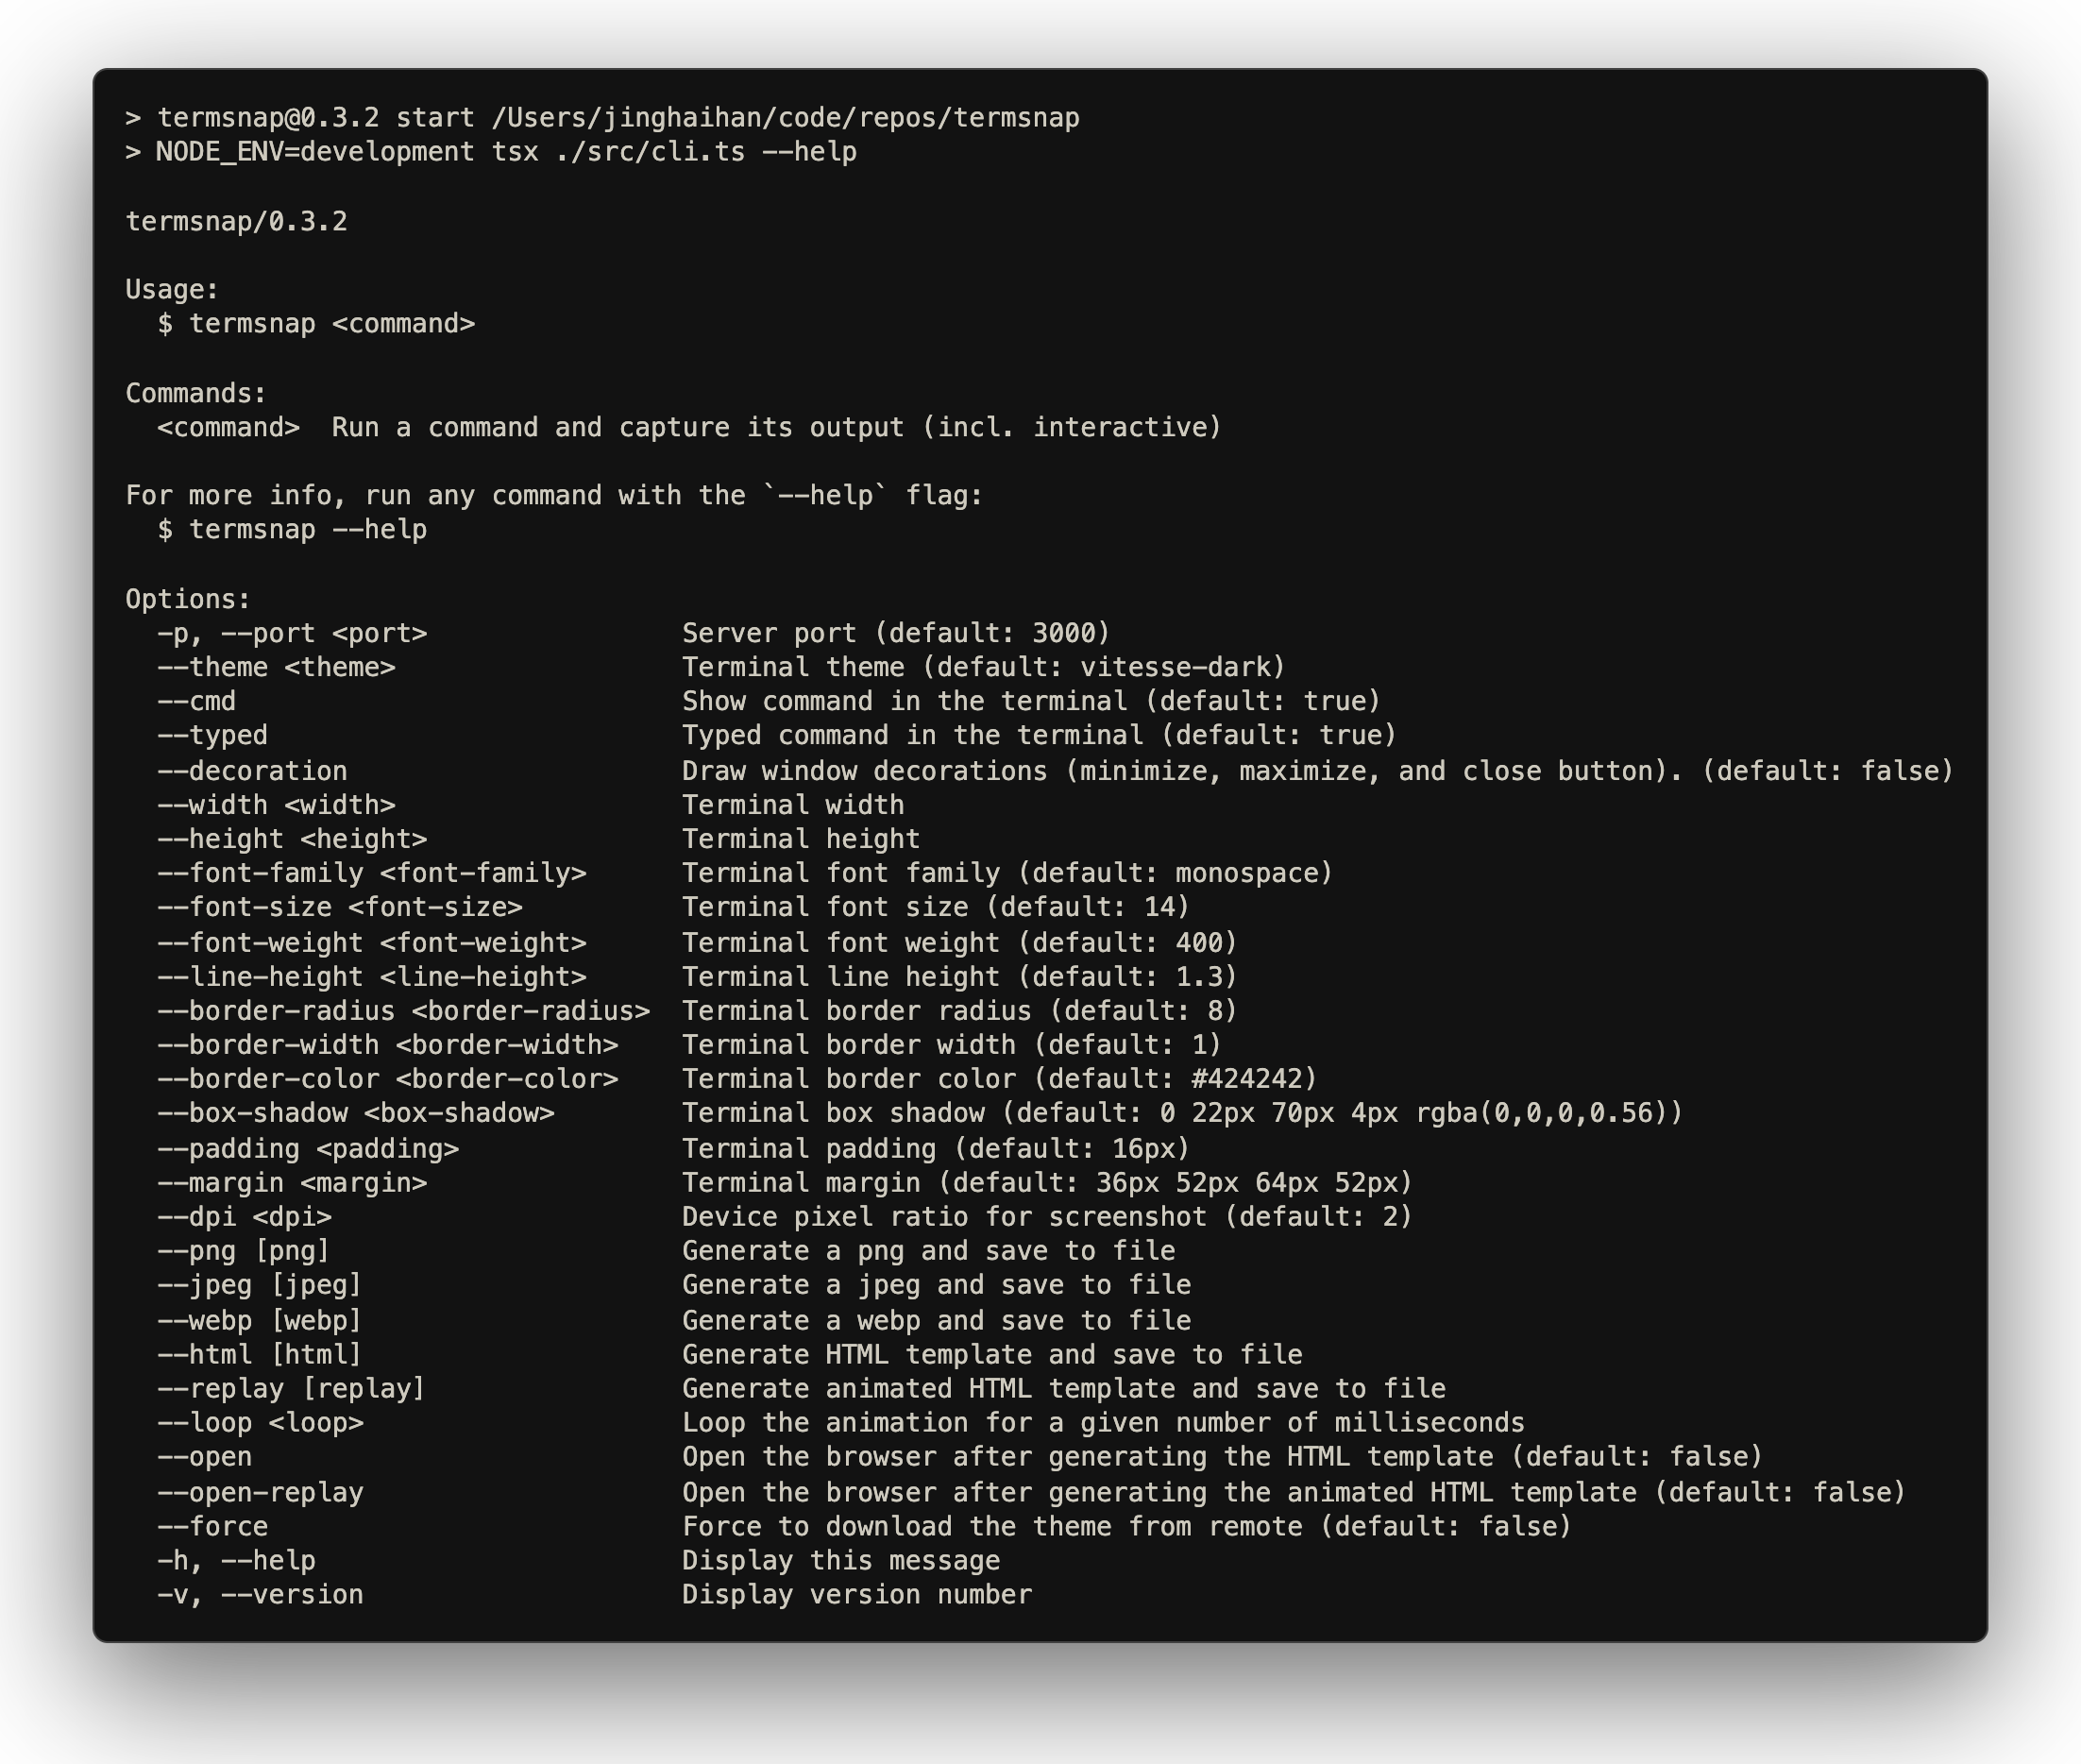 > termsnap@0.3.2 start /Users/jinghaihan/code/repos/termsnap
> NODE_ENV=development tsx ./src/cli.ts --help

termsnap/0.3.2

Usage:
  $ termsnap <command>

Commands:
  <command>  Run a command and capture its output (incl. interactive)

For more info, run any command with the `--help` flag:
  $ termsnap --help

Options:
  -p, --port <port>                Server port (default: 3000)
  --theme <theme>                  Terminal theme (default: vitesse-dark)
  --cmd                            Show command in the terminal (default: true)
  --typed                          Typed command in the terminal (default: true)
  --decoration                     Draw window decorations (minimize, maximize, and close button). (default: false)
  --width <width>                  Terminal width
  --height <height>                Terminal height
  --font-family <font-family>      Terminal font family (default: monospace)
  --font-size <font-size>          Terminal font size (default: 14)
  --font-weight <font-weight>      Terminal font weight (default: 400)
  --line-height <line-height>      Terminal line height (default: 1.3)
  --border-radius <border-radius>  Terminal border radius (default: 8)
  --border-width <border-width>    Terminal border width (default: 1)
  --border-color <border-color>    Terminal border color (default: #424242)
  --box-shadow <box-shadow>        Terminal box shadow (default: 0 22px 70px 4px rgba(0,0,0,0.56))
  --padding <padding>              Terminal padding (default: 16px)
  --margin <margin>                Terminal margin (default: 36px 52px 64px 52px)
  --dpi <dpi>                      Device pixel ratio for screenshot (default: 2)
  --png [png]                      Generate a png and save to file
  --jpeg [jpeg]                    Generate a jpeg and save to file
  --webp [webp]                    Generate a webp and save to file
  --html [html]                    Generate HTML template and save to file
  --replay [replay]                Generate animated HTML template and save to file
  --loop <loop>                    Loop the animation for a given number of milliseconds
  --open                           Open the browser after generating the HTML template (default: false)
  --open-replay                    Open the browser after generating the animated HTML template (default: false)
  --force                          Force to download the theme from remote (default: false)
  -h, --help                       Display this message
  -v, --version                    Display version number